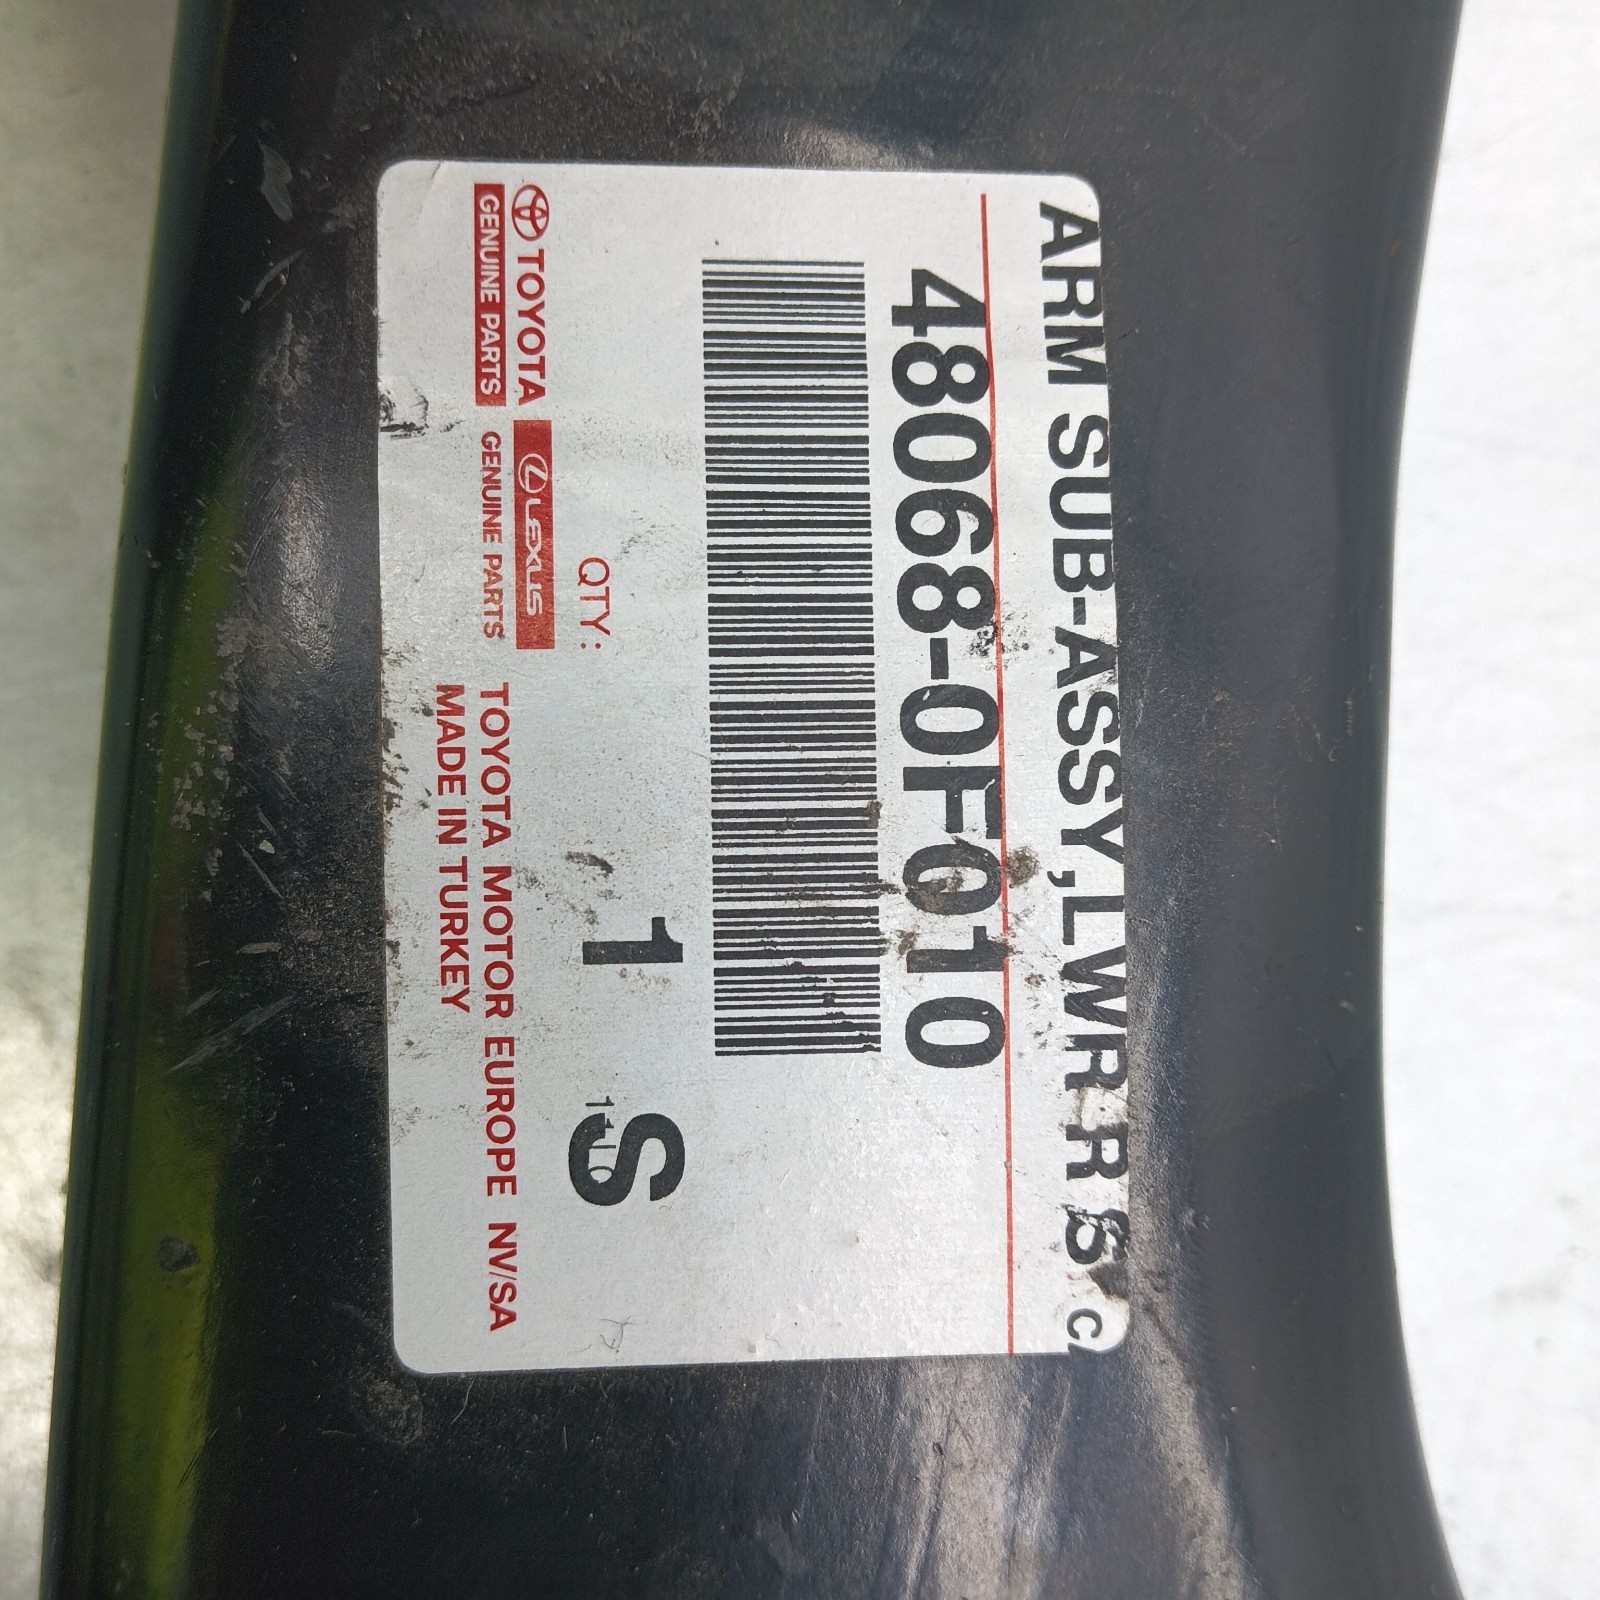 ARM SUB-ASSY,LWR R S
48068-0F010
QTY: 1 S
TOYOTA LEXUS
GENUINE PARTS GENUINE PARTS
TOYOTA MOTOR EUROPE NV/SA
MADE IN TURKEY